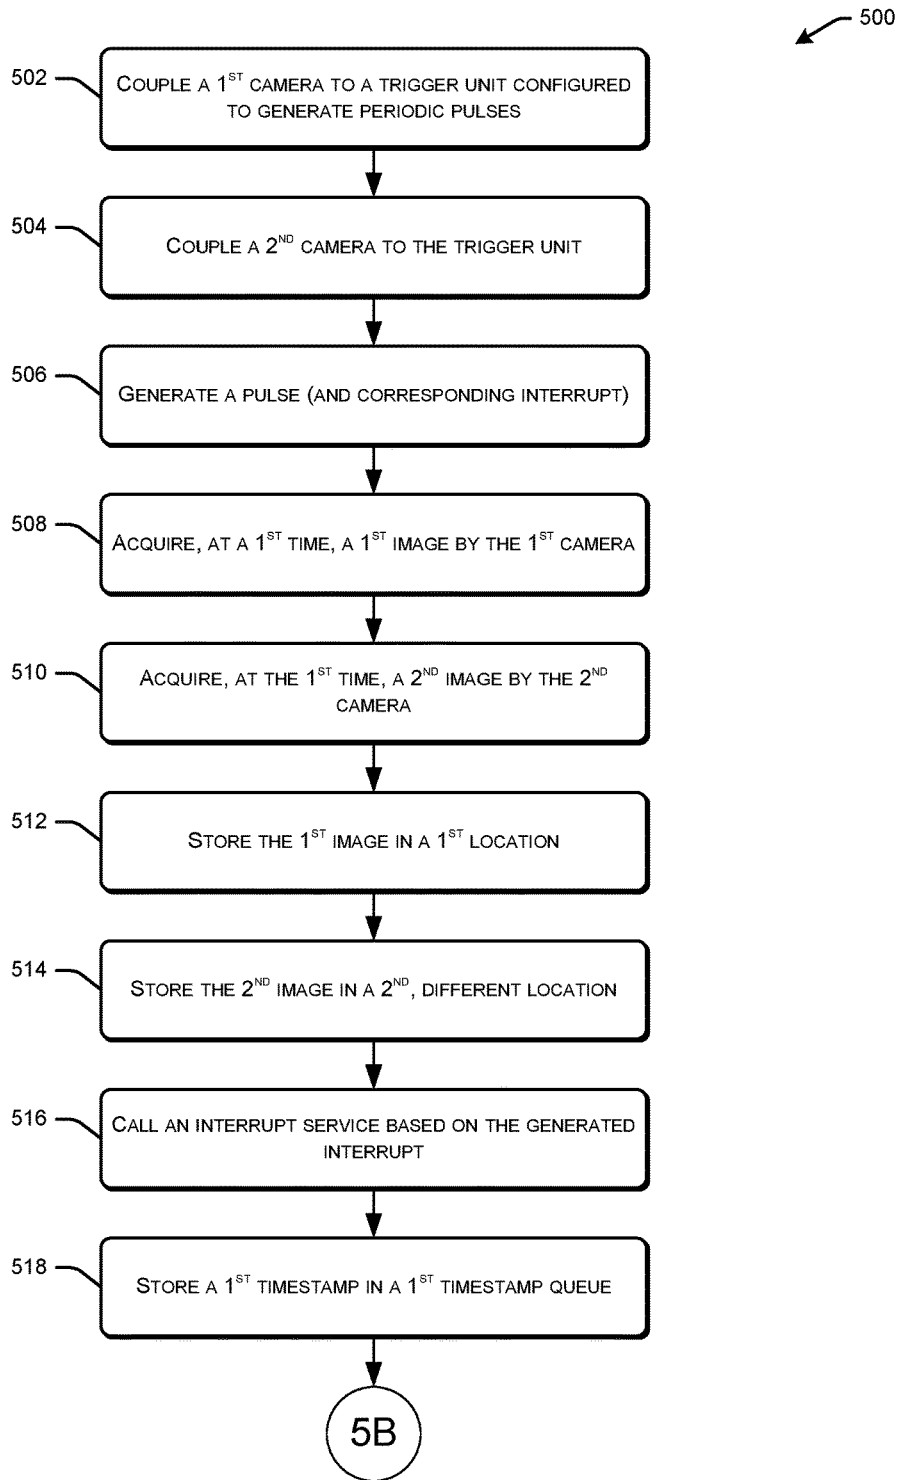 500
502
COUPLE A 1ST CAMERA TO A TRIGGER UNIT CONFIGURED
TO GENERATE PERIODIC PULSES
504
COUPLE A 2ND CAMERA TO THE TRIGGER UNIT
506
GENERATE A PULSE (AND CORRESPONDING INTERRUPT)
508
ACQUIRE, AT A 1ST TIME, A 1ST IMAGE BY THE 1ST CAMERA
510
ACQUIRE, AT THE 1ST TIME, A 2ND IMAGE BY THE 2ND
CAMERA
512
STORE THE 1ST IMAGE IN A 1ST LOCATION
514
STORE THE 2ND IMAGE IN A 2ND, DIFFERENT LOCATION
516
CALL AN INTERRUPT SERVICE BASED ON THE GENERATED
INTERRUPT
518
STORE A 1ST TIMESTAMP IN A 1ST TIMESTAMP QUEUE
5B